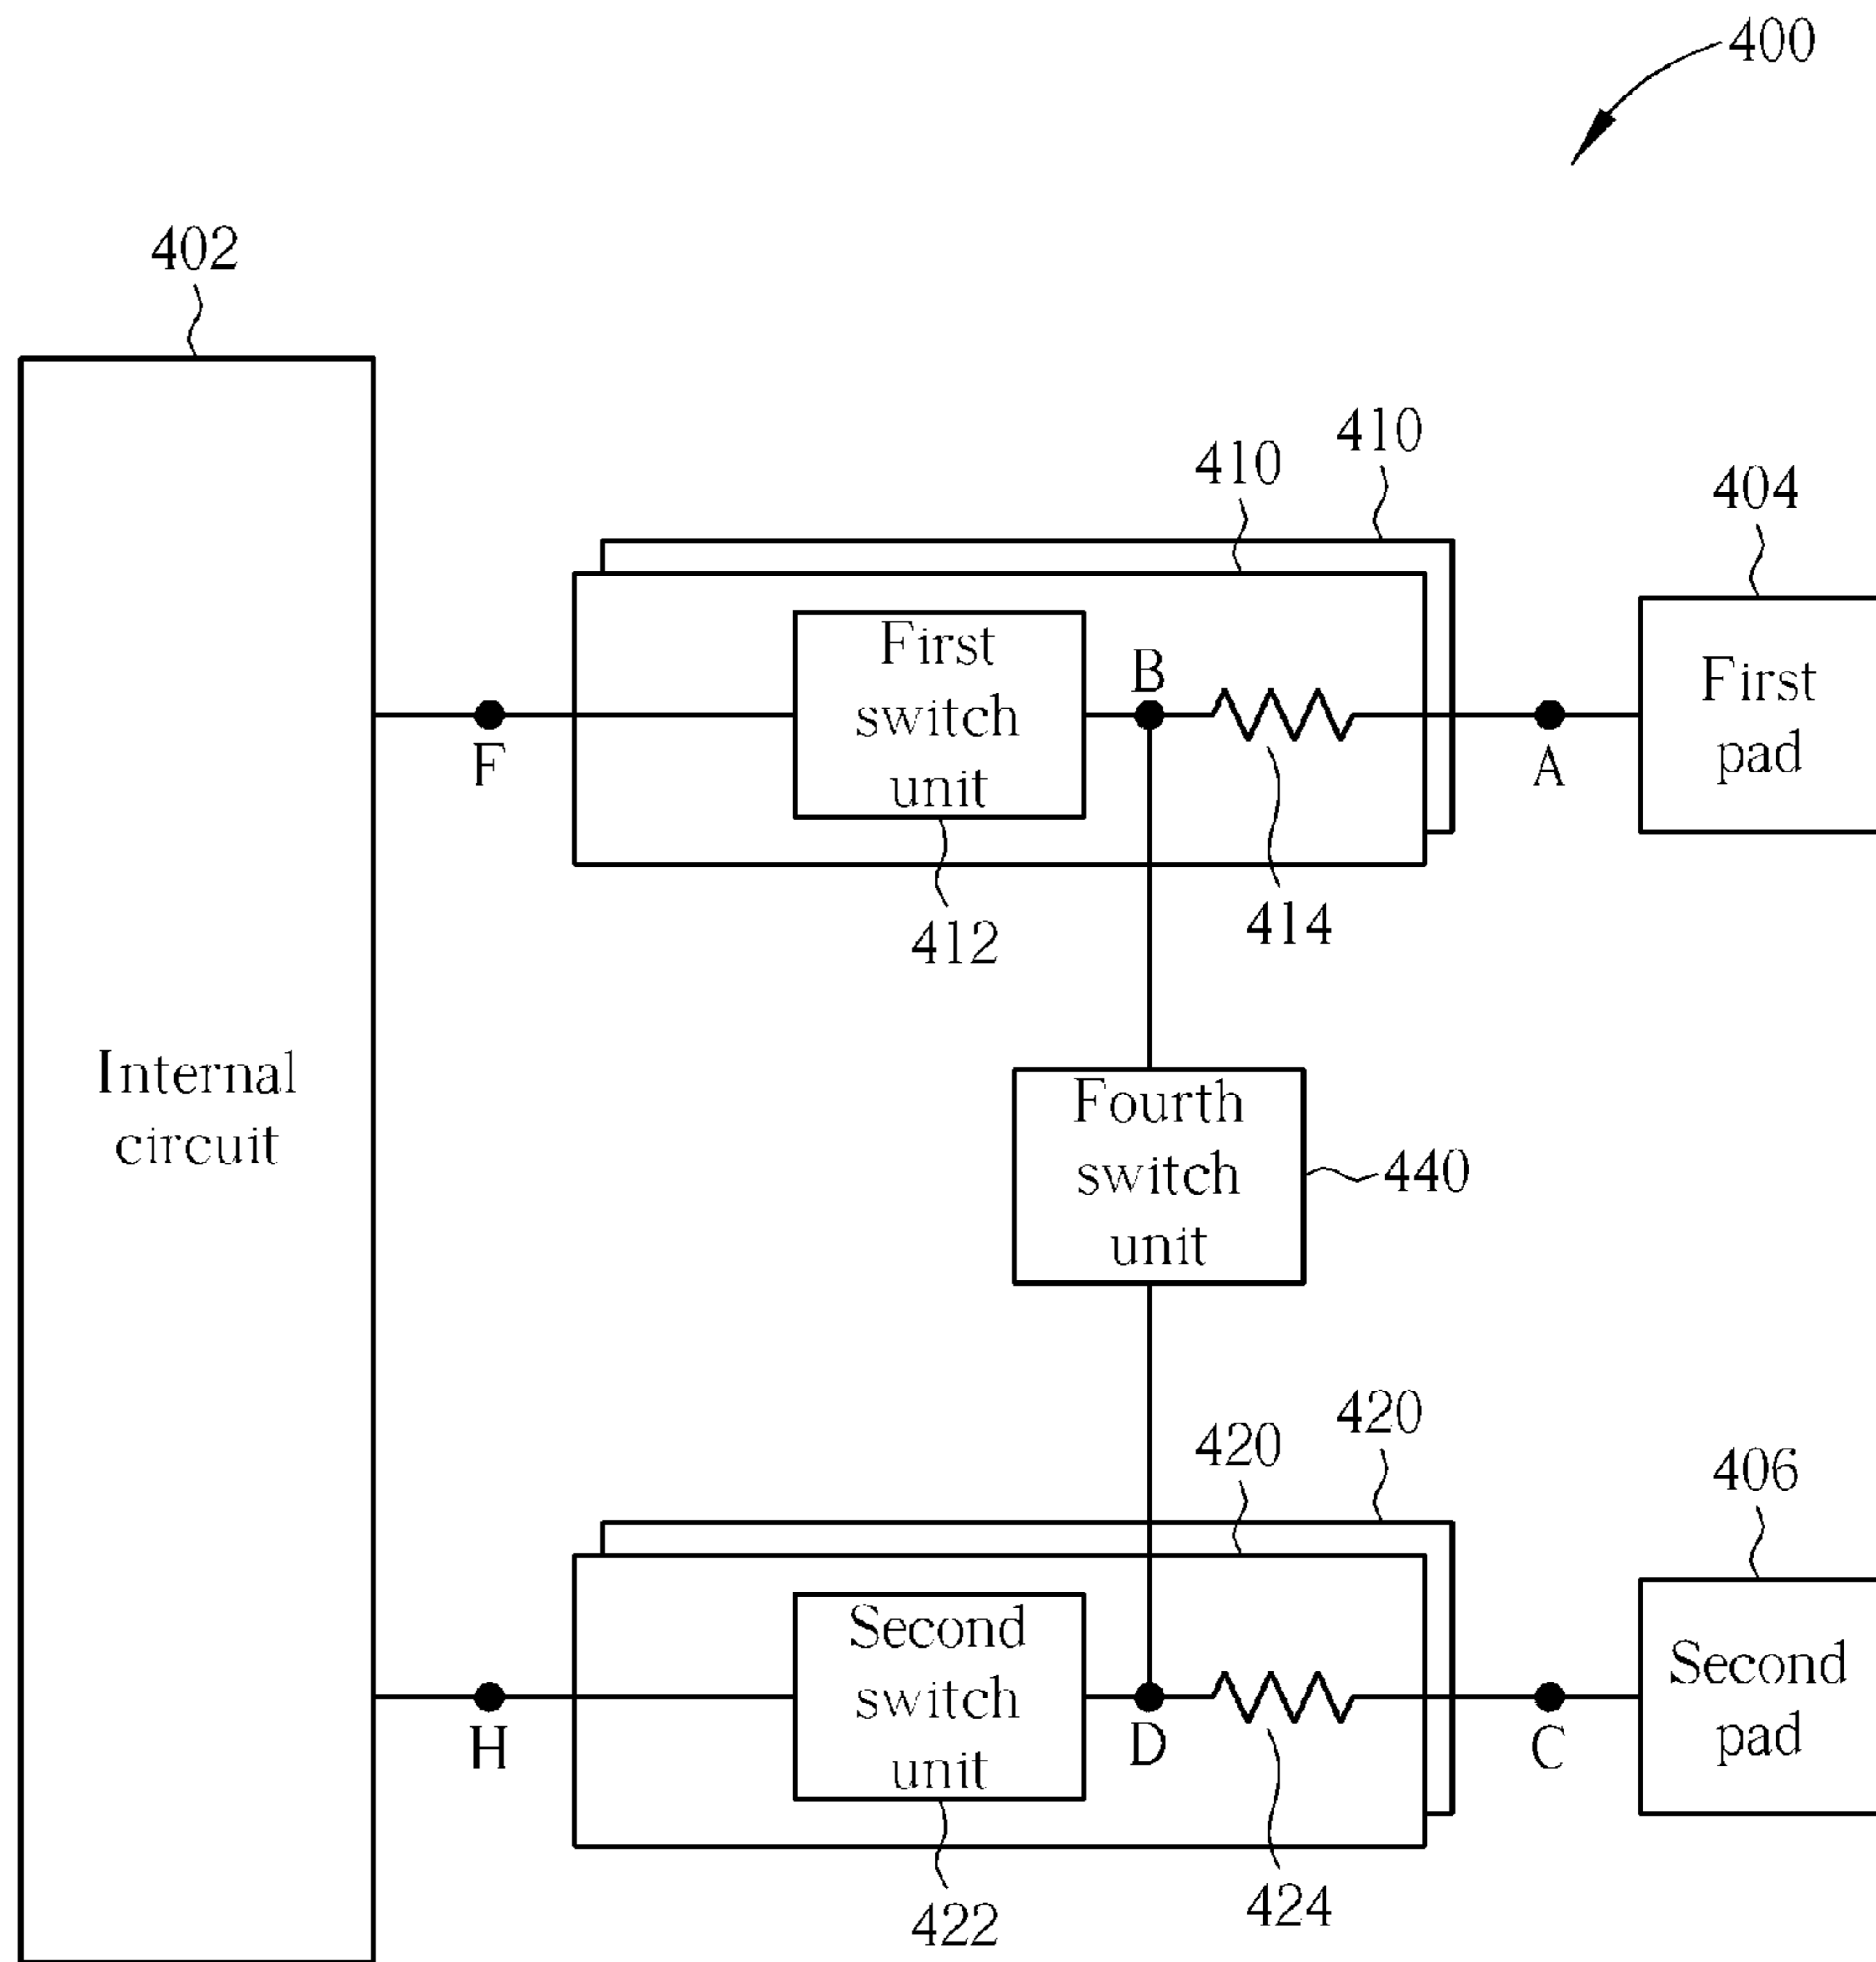 400
402
410
410
404
First
switch
unit
B
First
pad
F
A
412
414
Internal
circuit
Fourth
switch
unit
440
420
420
406
Second
switch
unit
Second
pad
H
D
C
422
424